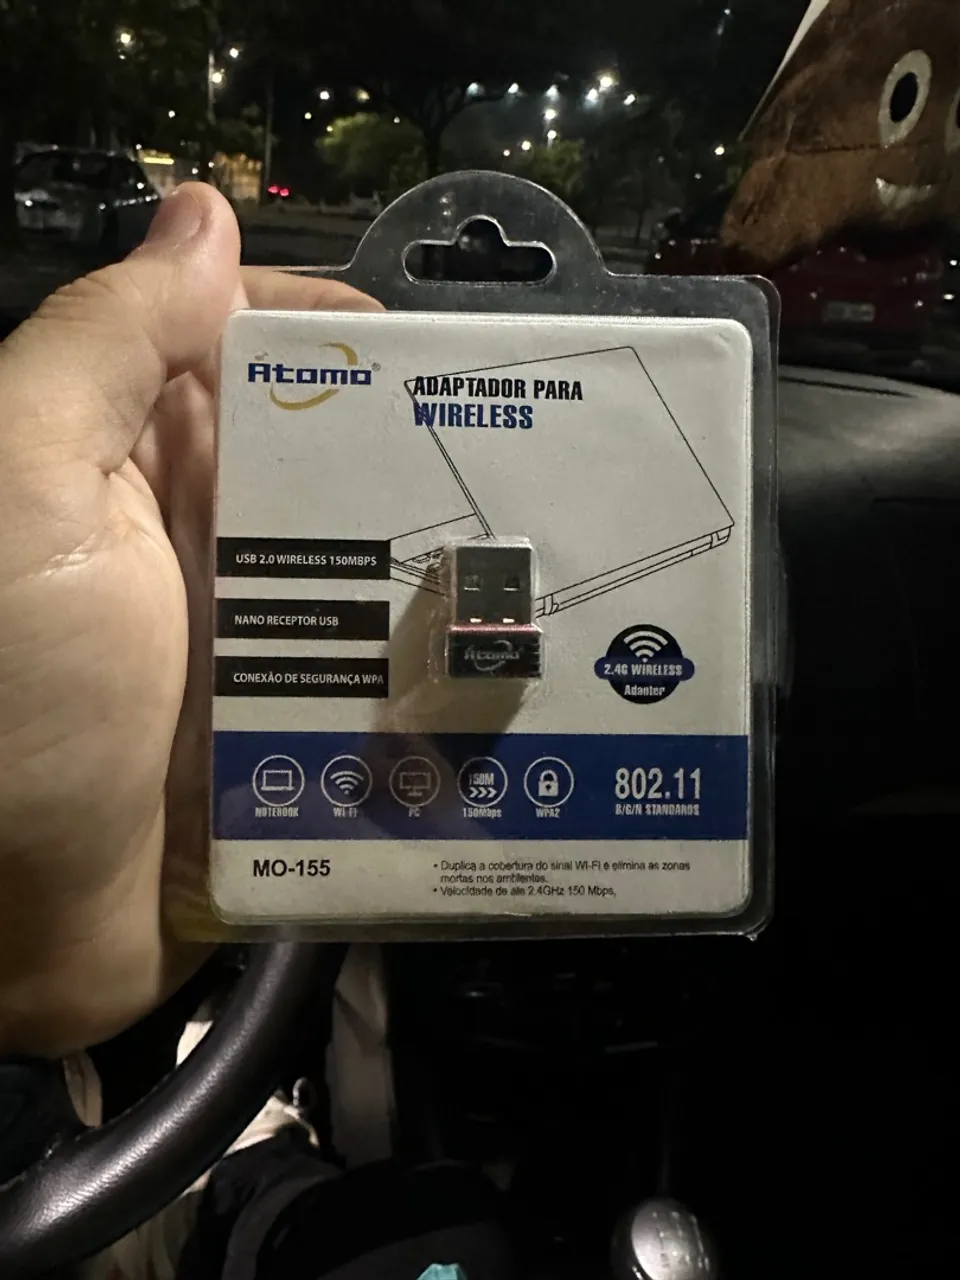 Atomo®
ADAPTADOR PARA
WIRELESS
USB 2.0 WIRELESS 150MBPS
NANO RECEPTOR USB
CONEXÃO DE SEGURANÇA WPA
Atomo
2.4G WIRELESS
Adapter
150M
NOTEBOOK
WI-FI
PC
150Mbps
WPA2
802.11
B/G/N STANDARDS
MO-155
• Duplica a cobertura do sinal WI-FI e elimina as zonas
mortas nos ambientes.
• Velocidade de até 2.4GHz 150 Mbps.